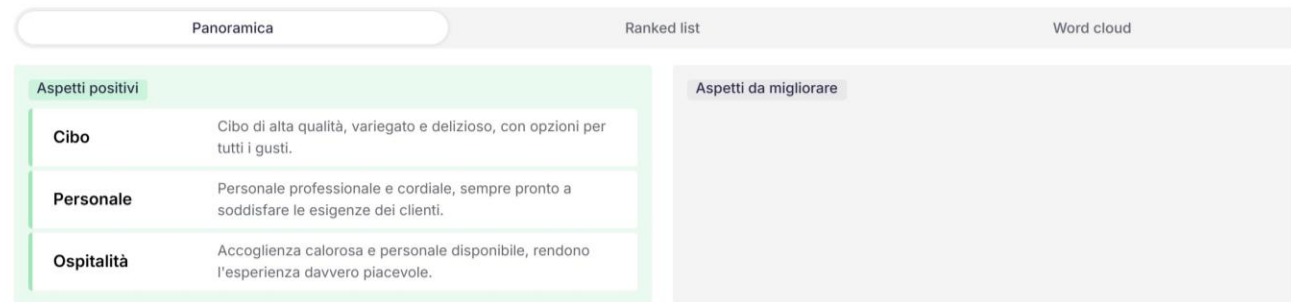 Panoramica
Ranked list
Word cloud
Aspetti positivi
Cibo
Cibo di alta qualità, variegato e delizioso, con opzioni per
tutti i gusti.
Personale
Personale professionale e cordiale, sempre pronto a
soddisfare le esigenze dei clienti.
Ospitalità
Accoglienza calorosa e personale disponibile, rendono
l'esperienza davvero piacevole.
Aspetti da migliorare